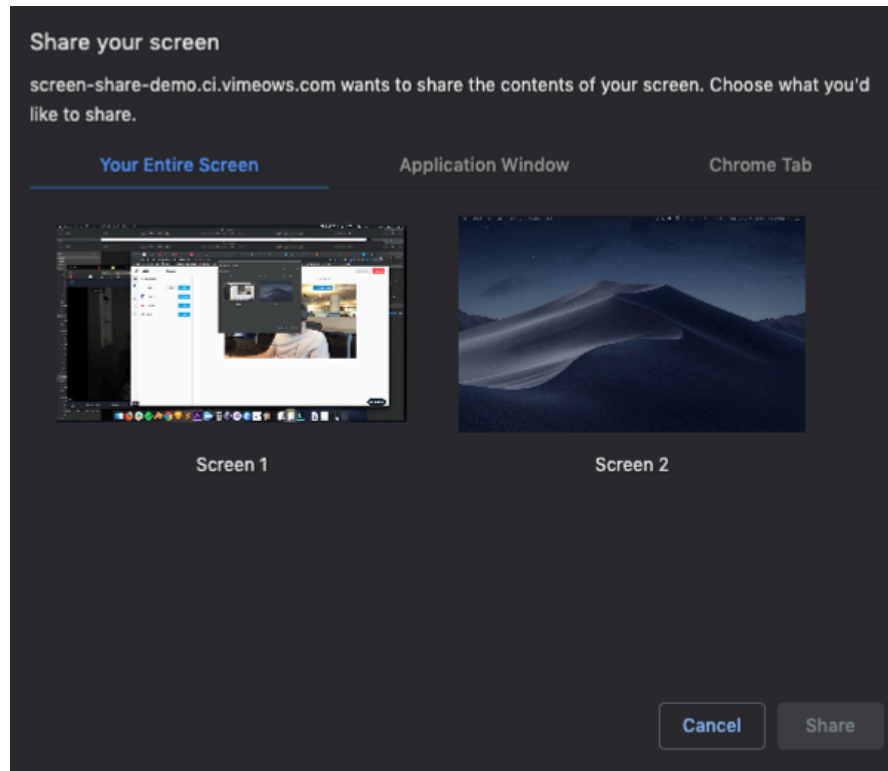 Share your screen
screen-share-demo.ci.vimeows.com wants to share the contents of your screen. Choose what you'd
like to share.
Your Entire Screen
Application Window
Chrome Tab
Screen 1
Screen 2
Cancel
Share